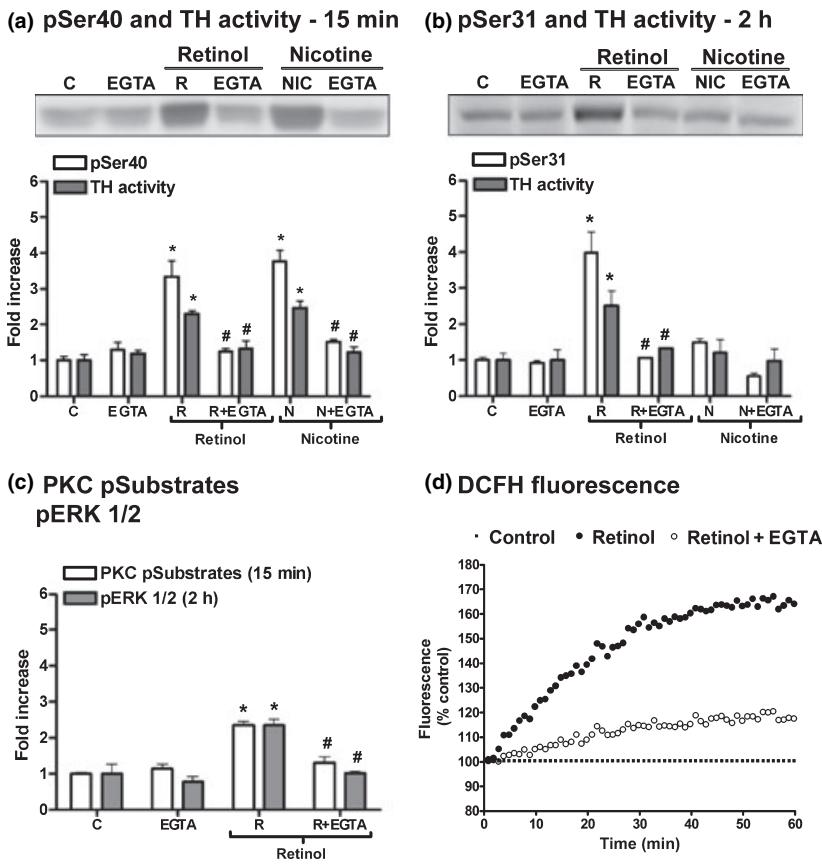 (a) pSer40 and TH activity - 15 min
Retinol Nicotine
C EGTA R EGTA NIC EGTA
pSer40
TH activity
Fold increase
6
5
4
3
2
1
0
* * * * # # # #
C EGTA R R+EGTA N N+EGTA
Retinol Nicotine
(b) pSer31 and TH activity - 2 h
Retinol Nicotine
C EGTA R EGTA NIC EGTA
pSer31
TH activity
Fold increase
6
5
4
3
2
1
0
* * # #
C EGTA R R+EGTA N N+EGTA
Retinol Nicotine
(c) PKC pSubstrates
pERK 1/2
PKC pSubstrates (15 min)
pERK 1/2 (2 h)
Fold increase
6
5
4
3
2
1
0
* * # #
C EGTA R R+EGTA
Retinol
(d) DCFH fluorescence
Control Retinol Retinol + EGTA
Fluorescence
(% control)
180
170
160
150
140
130
120
110
100
90
80
0 10 20 30 40 50 60
Time (min)